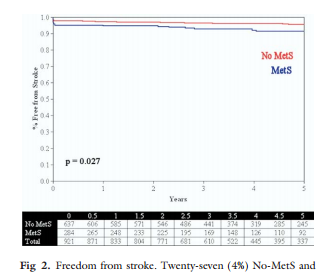 % Free from Stroke
1.0
0.9
0.8
0.7
0.6
0.5
0.4
0.3
0.2
0.1
0.0
No MetS
MetS
p = 0.027
0 1 2 3 4 5
Years
0 0.5 1 1.5 2 2.5 3 3.5 4 4.5 5
No MetS 637 606 585 571 546 486 441 374 319 285 245
MetS 284 265 248 233 225 195 169 148 126 110 92
Total 921 871 833 804 771 681 610 522 445 395 337
Fig 2. Freedom from stroke. Twenty-seven (4%) No-MetS and